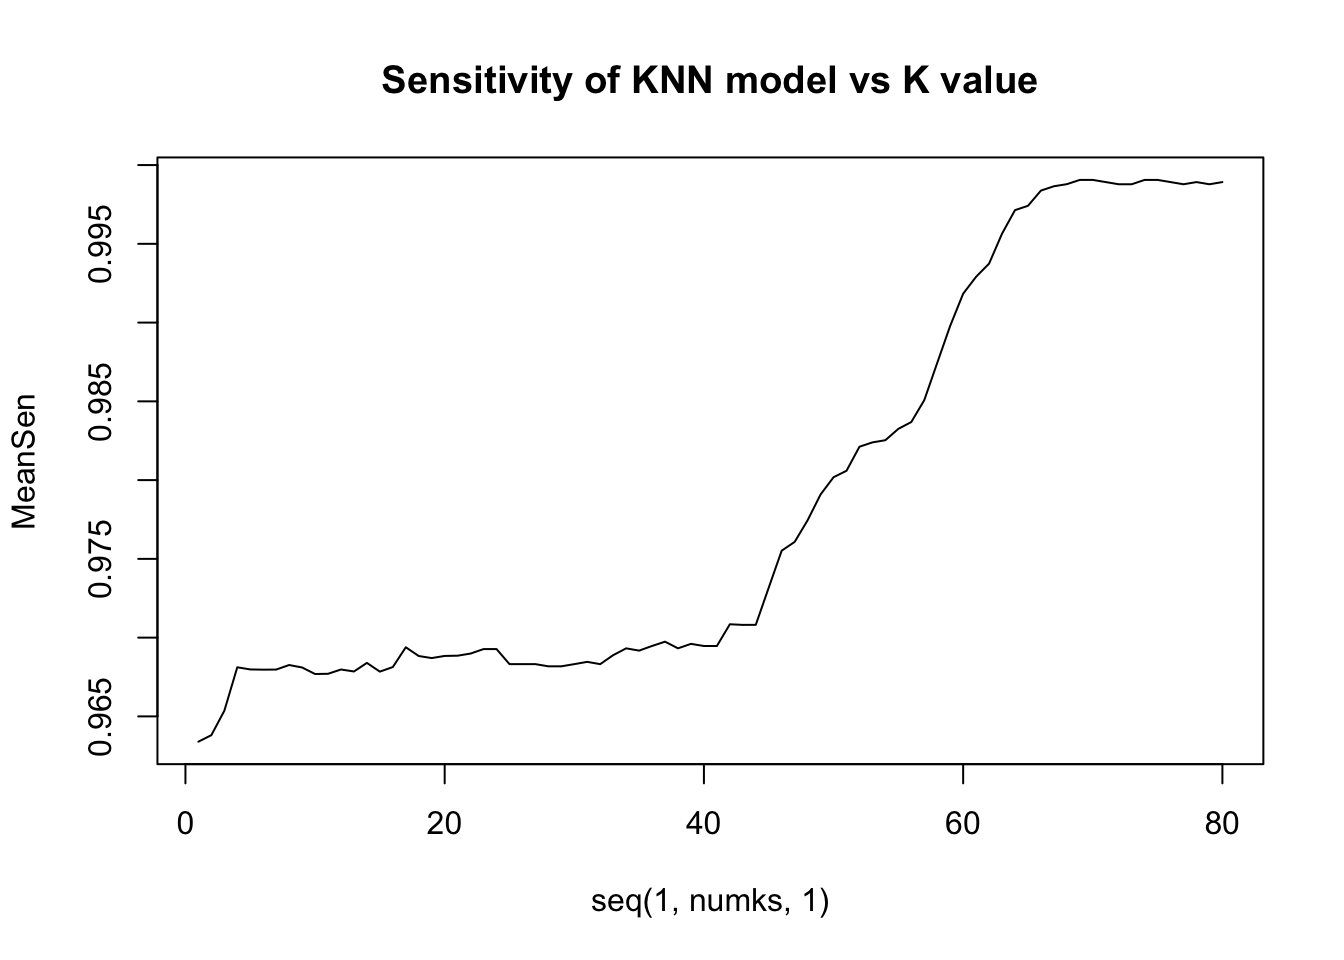 Sensitivity of KNN model vs K value
MeanSen
0.995
0.985
0.975
0.965
0 20 40 60 80
seq(1, numks, 1)